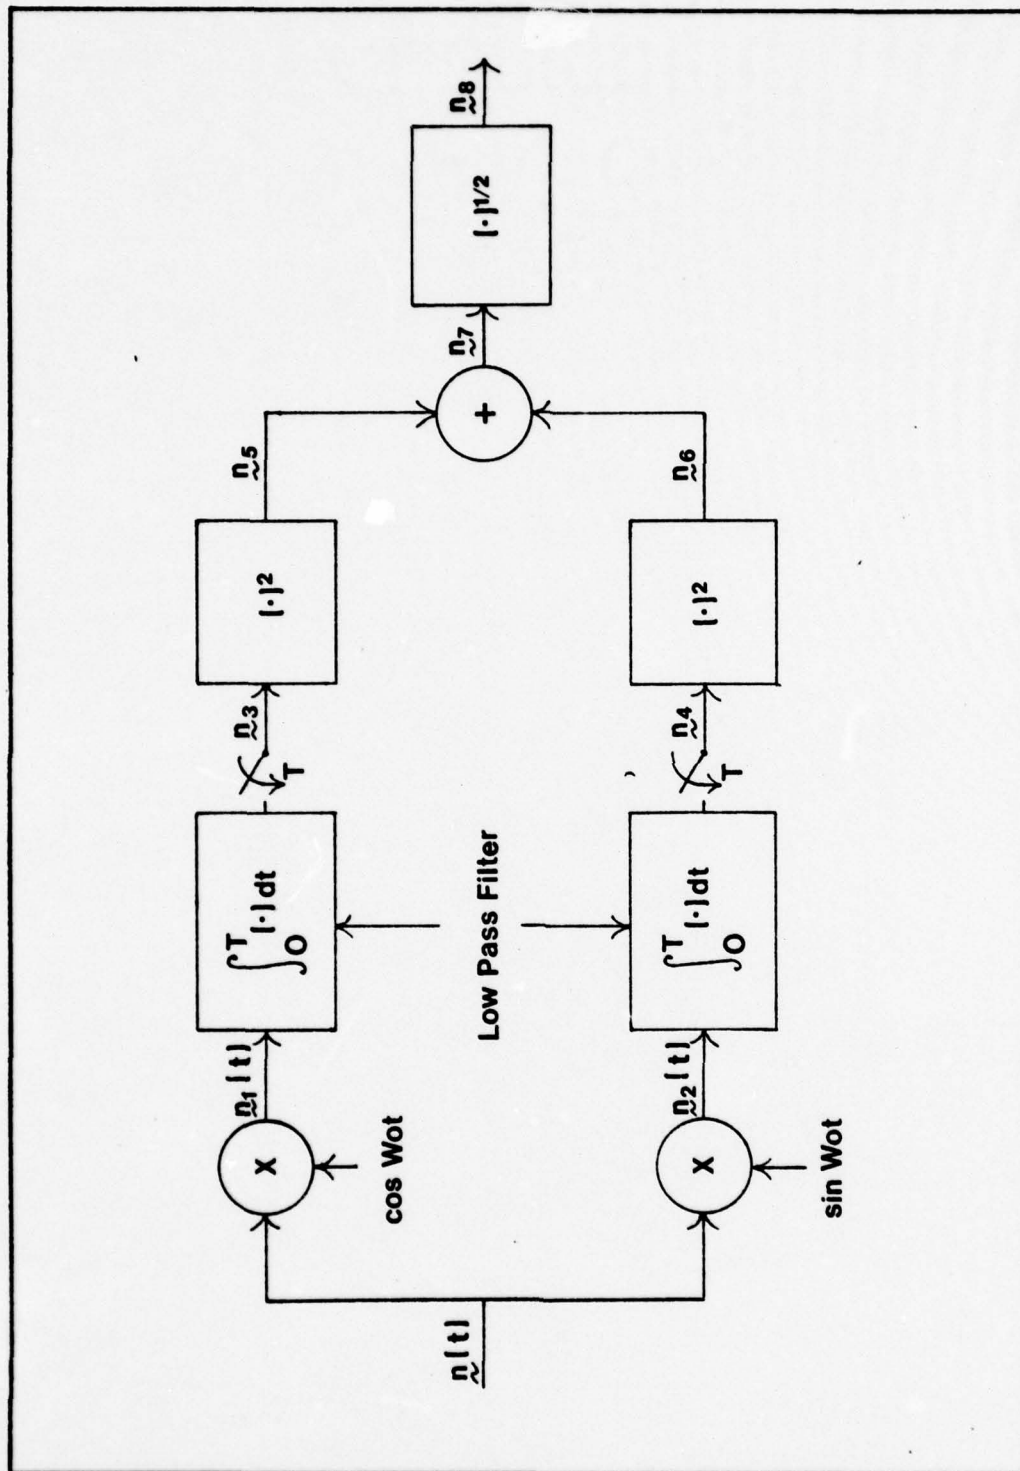 n(t)
X
cos Wot
n1(t)
∫0T(·)dt
T
n3
(·)2
n5
Low Pass Filter
X
sin Wot
n2(t)
∫0T(·)dt
T
n4
(·)2
n6
+
n7
(·)1/2
n8